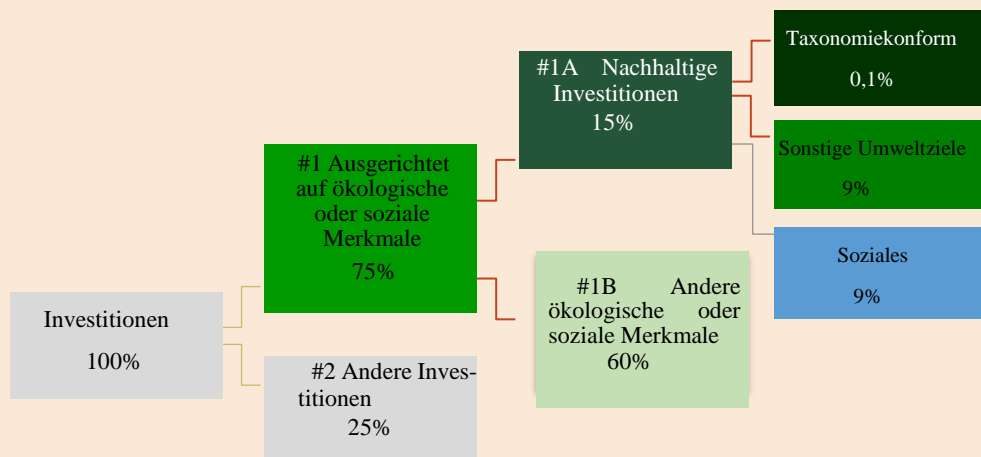 Investitionen
100%
#1 Ausgerichtet
auf ökologische
oder soziale
Merkmale
75%
#2 Andere Inves-
titionen
25%
#1A Nachhaltige
Investitionen
15%
#1B Andere
ökologische oder
soziale Merkmale
60%
Taxonomiekonform
0,1%
Sonstige Umweltziele
9%
Soziales
9%